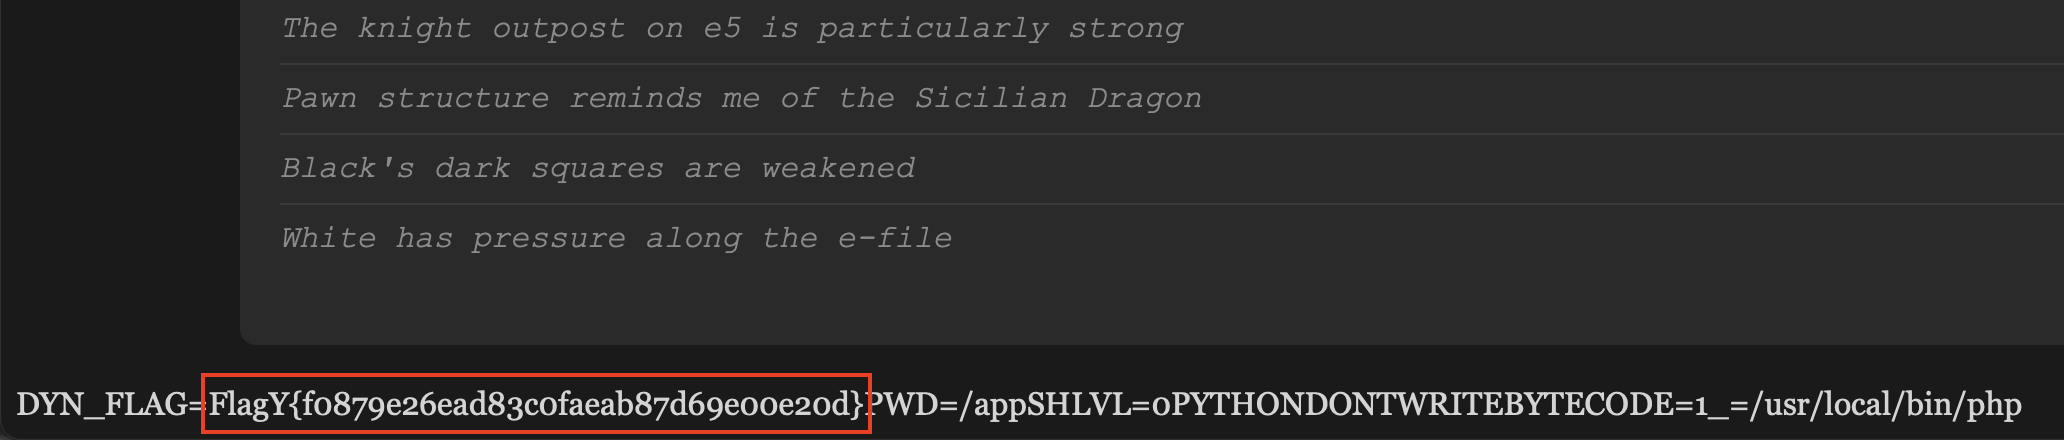 The knight outpost on e5 is particularly strong
Pawn structure reminds me of the Sicilian Dragon
Black's dark squares are weakened
White has pressure along the e-file
DYN_FLAG=FlagY{f0879e26ead83c0faeab87d69e00e20d}PWD=/appSHLVL=0PYTHONDONTWRITEBYTECODE=1_=/usr/local/bin/php